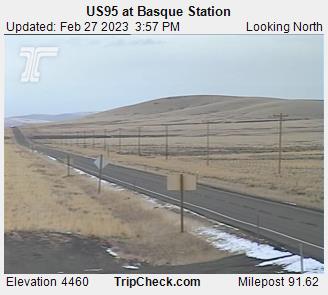 US95 at Basque Station
Updated: Feb 27 2023 3:57 PM Looking North
Elevation 4460 TripCheck.com Milepost 91.62